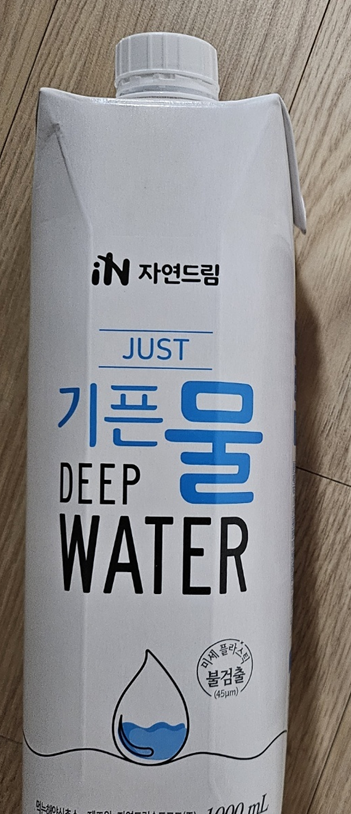 iN 자연드림
JUST
기픈물
DEEP
WATER
미세 플라스틱
불검출
(45μm)
1000 mL